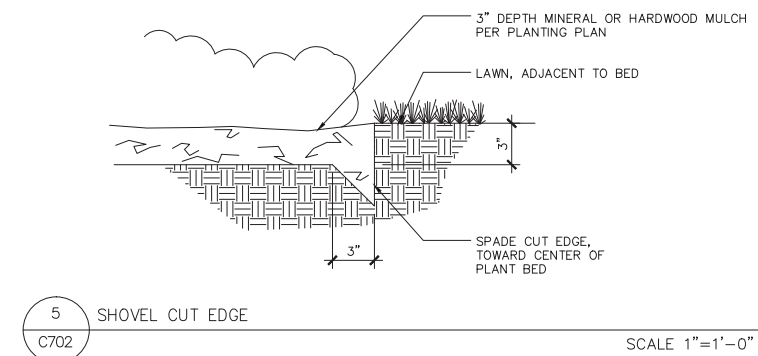 3" DEPTH MINERAL OR HARDWOOD MULCH
PER PLANTING PLAN
LAWN, ADJACENT TO BED
3"
SPADE CUT EDGE,
TOWARD CENTER OF
PLANT BED
3"
5
SHOVEL CUT EDGE
C702
SCALE 1"=1'-0"